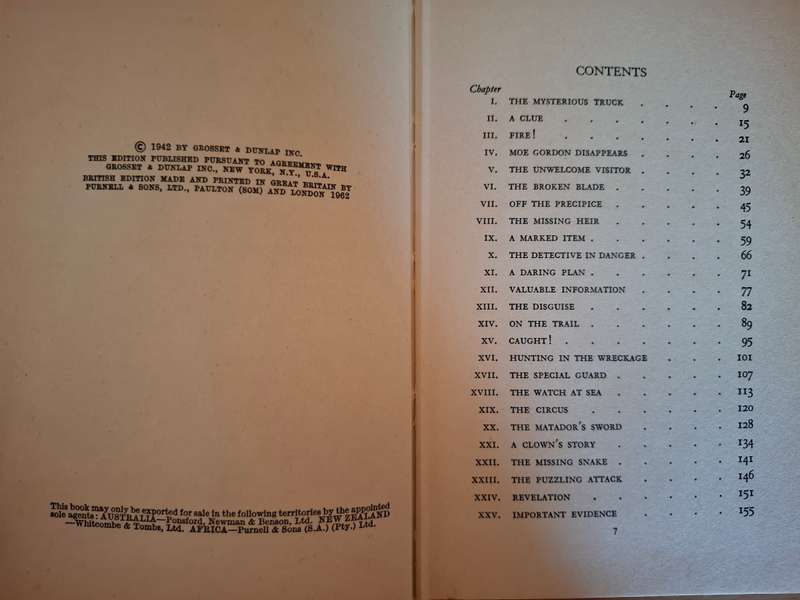 © 1942 BY GROSSET & DUNLAP INC.
THIS EDITION PUBLISHED PURSUANT TO AGREEMENT WITH
GROSSET & DUNLAP INC., NEW YORK, N.Y., U.S.A.
BRITISH EDITION MADE AND PRINTED IN GREAT BRITAIN BY
PURNELL & SONS, LTD., PAULTON (SOM) AND LONDON 1962
This book may only be exported for sale in the following territories by the appointed
sole agents: AUSTRALIA—Ponsford, Newman & Benson, Ltd. NEW ZEALAND
—Whitcombe & Tombs, Ltd. AFRICA—Purnell & Sons (S.A.) (Pty.) Ltd.
CONTENTS
Chapter Page
I. THE MYSTERIOUS TRUCK . . . . 9
II. A CLUE . . . . . . . 15
III. FIRE! . . . . . . . 21
IV. MOE GORDON DISAPPEARS . . . . 26
V. THE UNWELCOME VISITOR . . . . 32
VI. THE BROKEN BLADE . . . . . 39
VII. OFF THE PRECIPICE . . . . . 45
VIII. THE MISSING HEIR . . . . . 54
IX. A MARKED ITEM . . . . . . 59
X. THE DETECTIVE IN DANGER . . . . 66
XI. A DARING PLAN . . . . . . 71
XII. VALUABLE INFORMATION . . . . 77
XIII. THE DISGUISE . . . . . . 82
XIV. ON THE TRAIL . . . . . . 89
XV. CAUGHT! . . . . . . . 95
XVI. HUNTING IN THE WRECKAGE . . . 101
XVII. THE SPECIAL GUARD . . . . . 107
XVIII. THE WATCH AT SEA . . . . . 113
XIX. THE CIRCUS . . . . . . 120
XX. THE MATADOR'S SWORD . . . . 128
XXI. A CLOWN'S STORY . . . . . 134
XXII. THE MISSING SNAKE . . . . . 141
XXIII. THE PUZZLING ATTACK . . . . 146
XXIV. REVELATION . . . . . . 151
XXV. IMPORTANT EVIDENCE . . . . 155
7